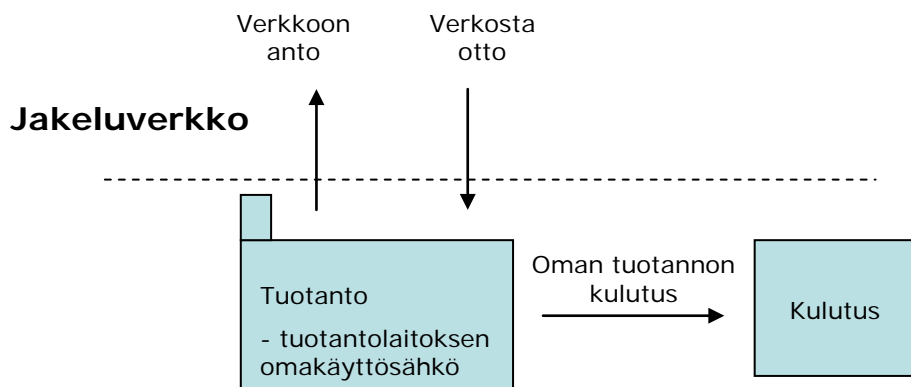 Verkkoon
anto
Verkosta
otto
Jakeluverkko
Oman tuotannon
kulutus
Tuotanto
- tuotantolaitoksen
omakäyttösähkö
Kulutus